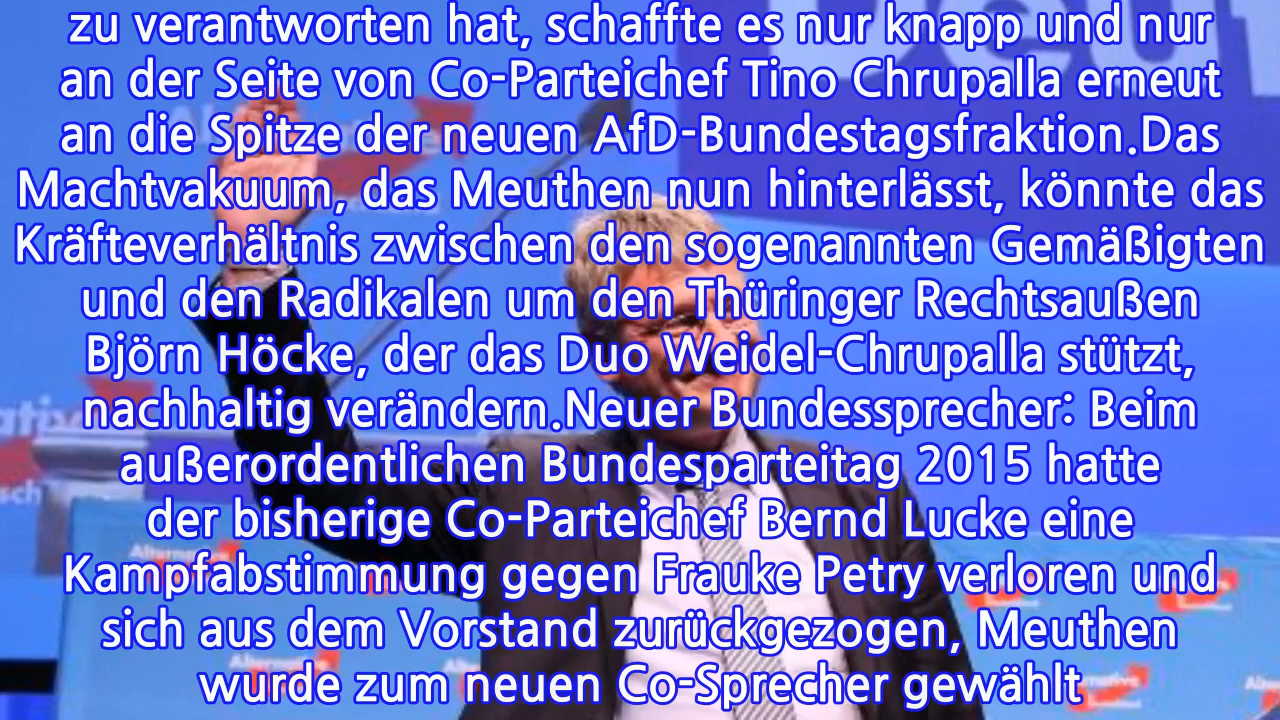 zu verantworten hat, schaffte es nur knapp und nur
an der Seite von Co-Parteichef Tino Chrupalla erneut
an die Spitze der neuen AfD-Bundestagsfraktion.Das
Machtvakuum, das Meuthen nun hinterlässt, könnte das
Kräfteverhältnis zwischen den sogenannten Gemäßigten
und den Radikalen um den Thüringer Rechtsaußen
Björn Höcke, der das Duo Weidel-Chrupalla stützt,
nachhaltig verändern.Neuer Bundessprecher: Beim
außerordentlichen Bundesparteitag 2015 hatte
der bisherige Co-Parteichef Bernd Lucke eine
Kampfabstimmung gegen Frauke Petry verloren und
sich aus dem Vorstand zurückgezogen, Meuthen
wurde zum neuen Co-Sprecher gewählt